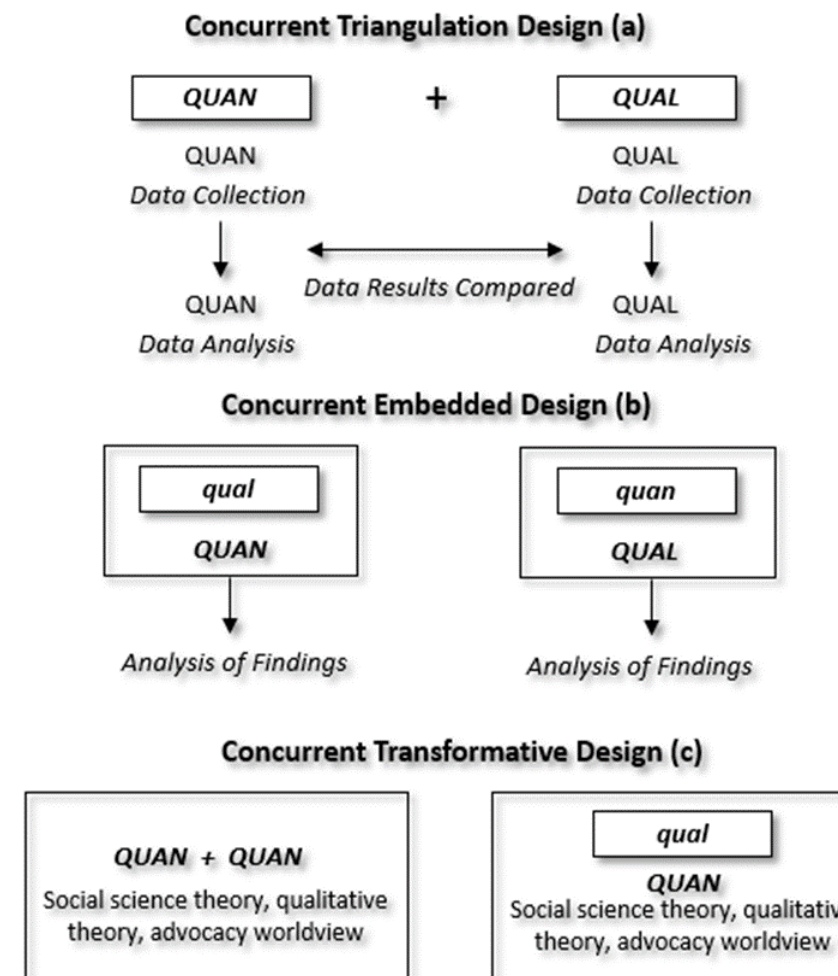 Concurrent Triangulation Design (a)
QUAN + QUAL
QUAN QUAL
Data Collection Data Collection
Data Results Compared
QUAN QUAL
Data Analysis Data Analysis
Concurrent Embedded Design (b)
qual quan
QUAN QUAL
Analysis of Findings Analysis of Findings
Concurrent Transformative Design (c)
QUAN + QUAN
Social science theory, qualitative
theory, advocacy worldview
qual
QUAN
Social science theory, qualitativ
theory, advocacy worldview